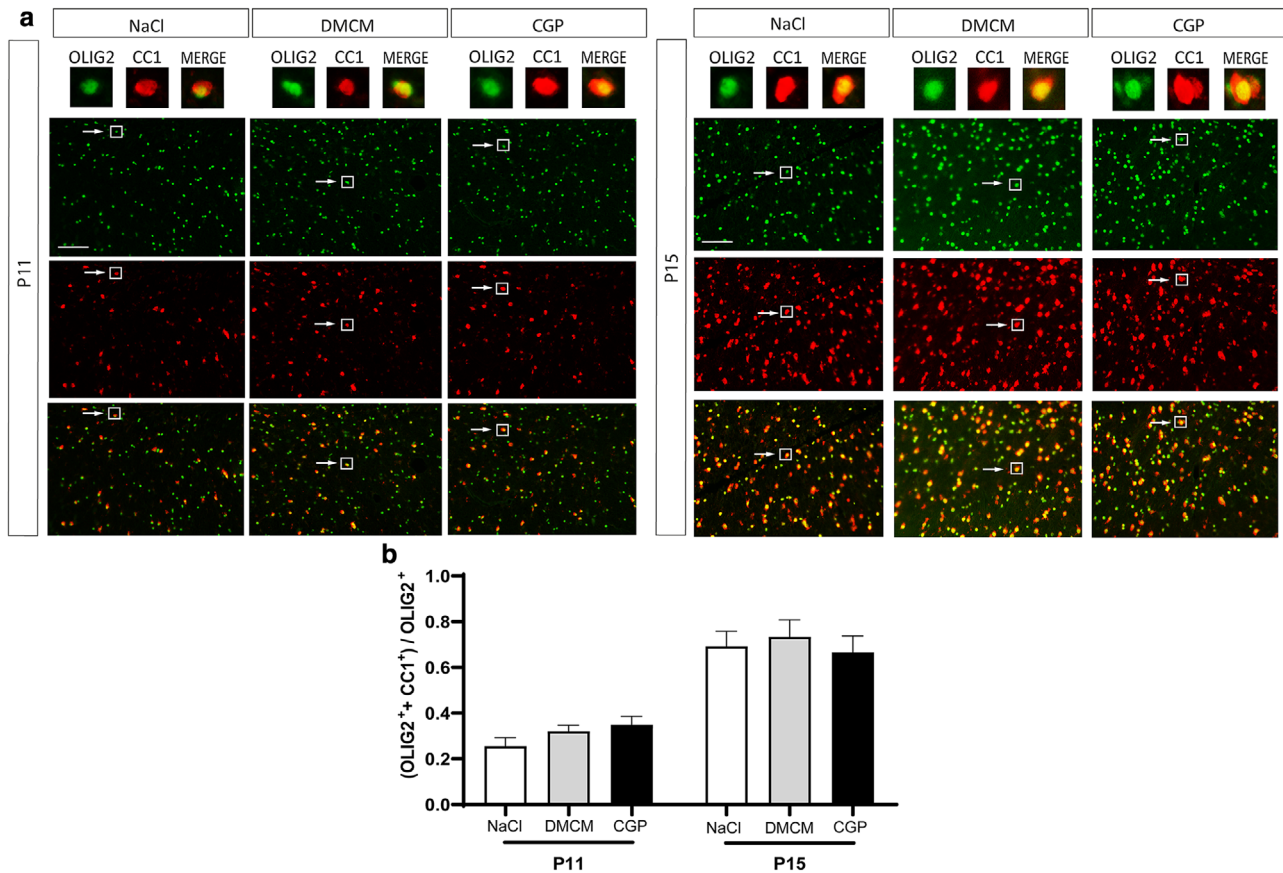 a
NaCl DMCM CGP NaCl DMCM CGP
OLIG2 CC1 MERGE OLIG2 CC1 MERGE OLIG2 CC1 MERGE OLIG2 CC1 MERGE OLIG2 CC1 MERGE OLIG2 CC1 MERGE
P11
P15
b
(OLIG2⁺+ CC1⁺) / OLIG2⁺
1.0
0.8
0.6
0.4
0.2
0.0
NaCl DMCM CGP NaCl DMCM CGP
P11 P15